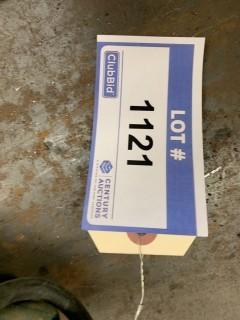 LOT #
1121
ClubBid
CENTURY
AUCTIONS